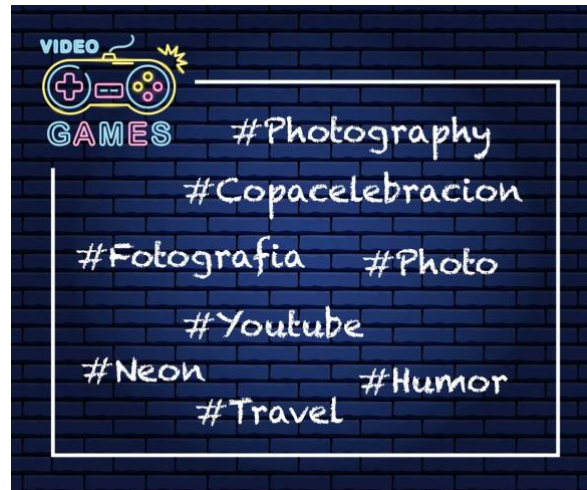 VIDEO
GAMES
#Photography
#Copacelebracion
#Fotografia #Photo
#Youtube
#Neon #Humor
#Travel